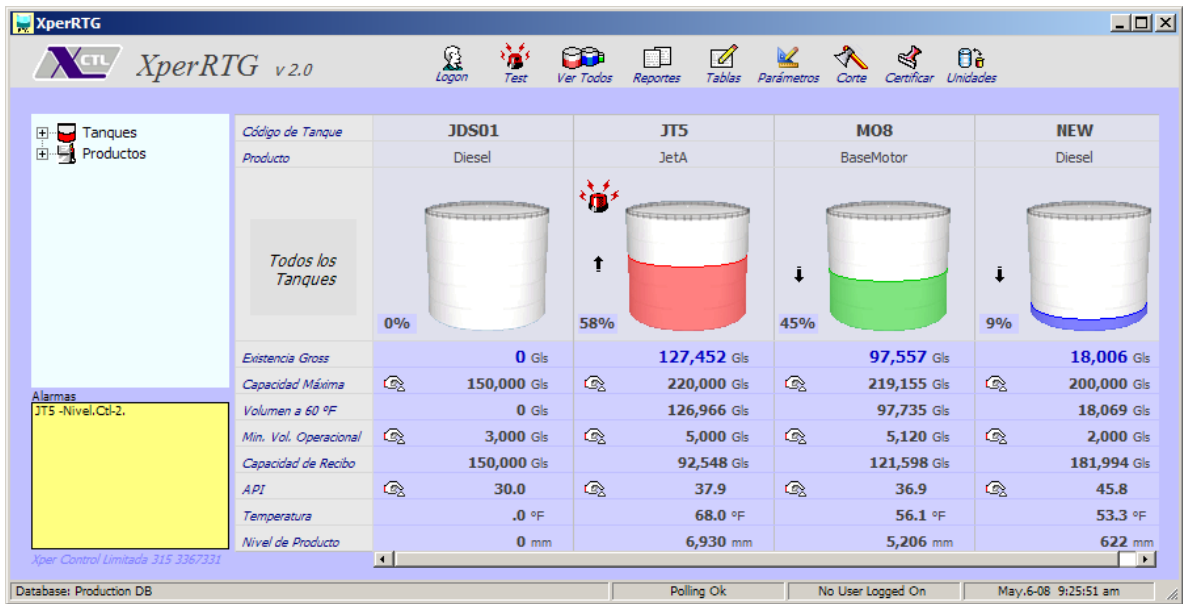 XperRTG
XCTL XperRTG v 2.0
Logon Test Ver Todos Reportes Tablas Parámetros Corte Certificar Unidades
Tanques
Productos
Código de Tanque JDS01 JT5 MO8 NEW
Producto Diesel JetA BaseMotor Diesel
Todos los
Tanques
0% 58% 45% 9%
Existencia Gross 0 Gls 127,452 Gls 97,557 Gls 18,006 Gls
Capacidad Máxima 150,000 Gls 220,000 Gls 219,155 Gls 200,000 Gls
Alarmas
JT5 -Nivel.Ctl-2.
Volumen a 60 ºF 0 Gls 126,966 Gls 97,735 Gls 18,069 Gls
Min. Vol. Operacional 3,000 Gls 5,000 Gls 5,120 Gls 2,000 Gls
Capacidad de Recibo 150,000 Gls 92,548 Gls 121,598 Gls 181,994 Gls
API 30.0 37.9 36.9 45.8
Temperatura .0 ºF 68.0 ºF 56.1 ºF 53.3 ºF
Nivel de Producto 0 mm 6,930 mm 5,206 mm 622 mm
Xper Control Limitada 315 3367331
Database: Production DB Polling Ok No User Logged On May.6-08 9:25:51 am